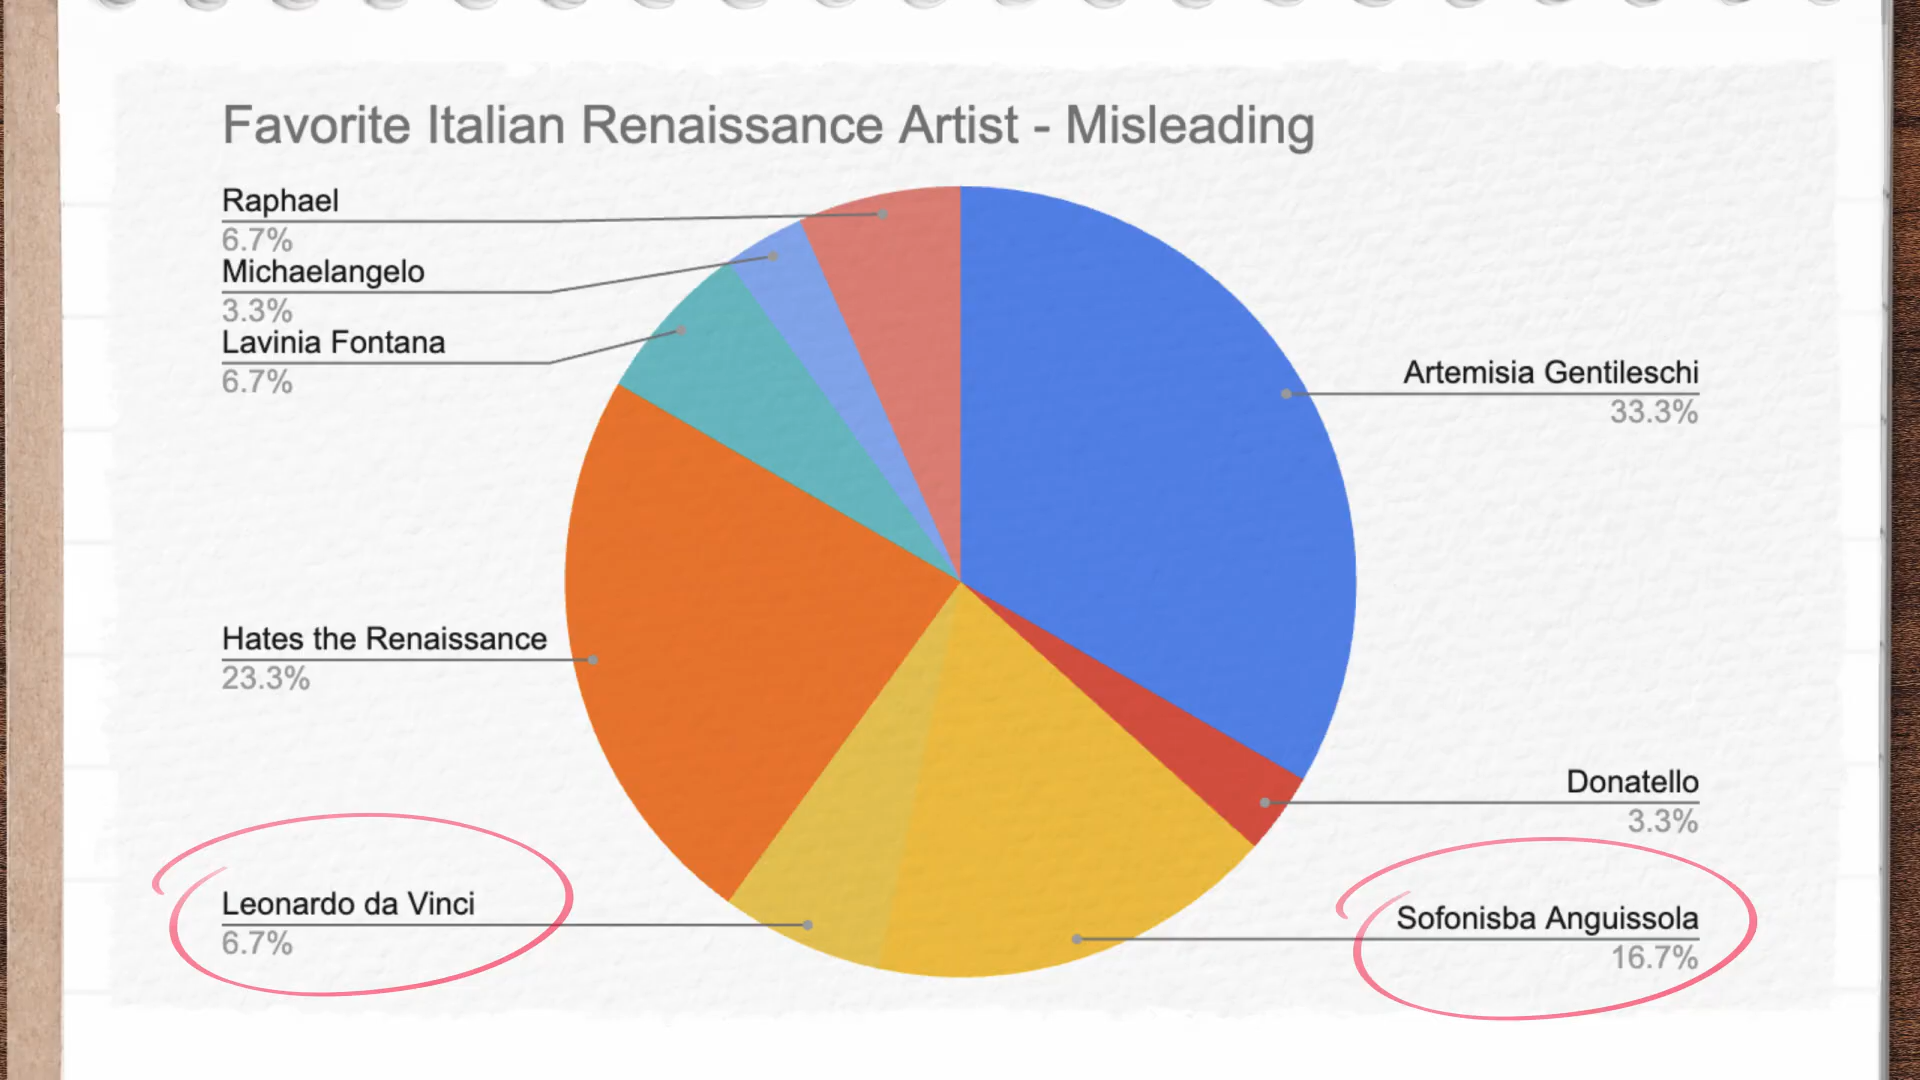 Favorite Italian Renaissance Artist - Misleading
Raphael
6.7%
Michaelangelo
3.3%
Lavinia Fontana
6.7%
Hates the Renaissance
23.3%
Leonardo da Vinci
6.7%
Artemisia Gentileschi
33.3%
Donatello
3.3%
Sofonisba Anguissola
16.7%